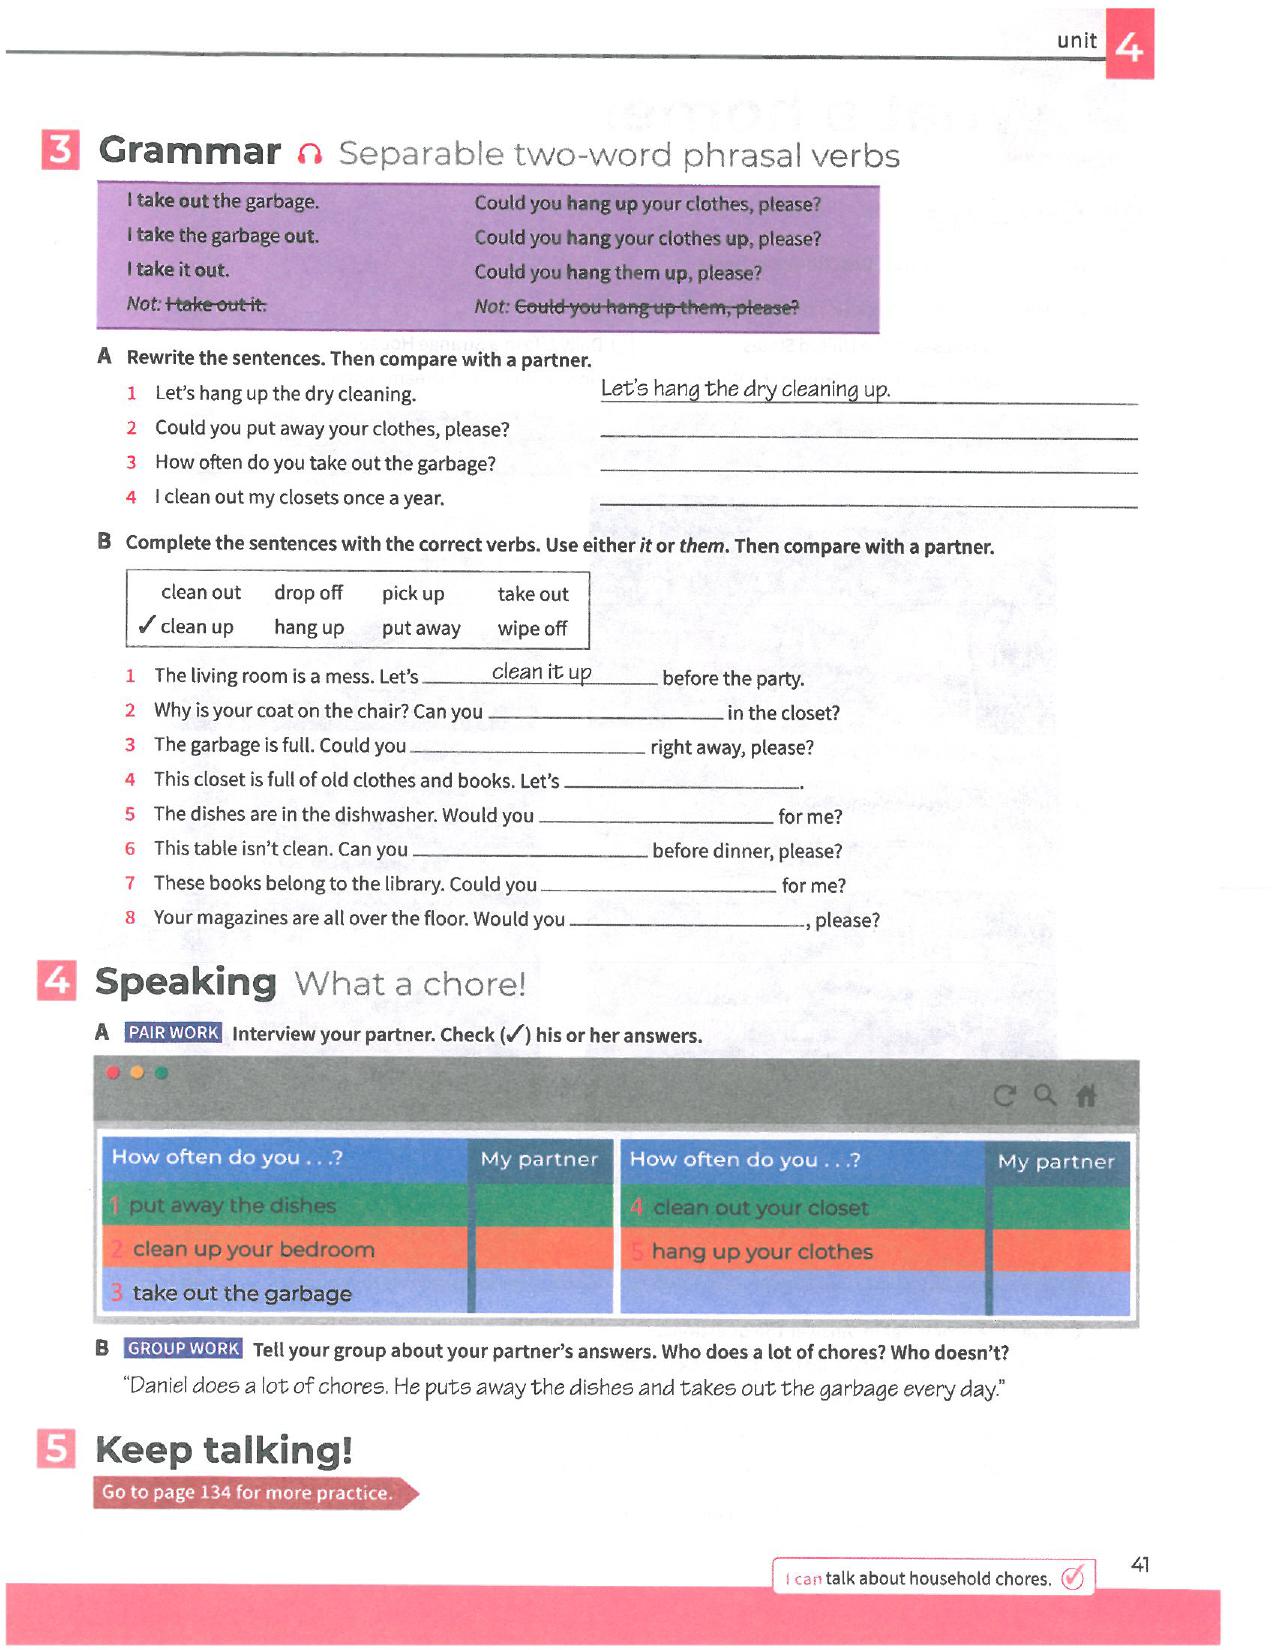 unit 4
3 Grammar Separable two-word phrasal verbs
I take out the garbage. Could you hang up your clothes, please?
I take the garbage out. Could you hang your clothes up, please?
I take it out. Could you hang them up, please?
Not: I take out it. Not: Could you hang up them, please?
A Rewrite the sentences. Then compare with a partner.
1 Let's hang up the dry cleaning. Let's hang the dry cleaning up.
2 Could you put away your clothes, please?
3 How often do you take out the garbage?
4 I clean out my closets once a year.
B Complete the sentences with the correct verbs. Use either it or them. Then compare with a partner.
clean out drop off pick up take out
✓ clean up hang up put away wipe off
1 The living room is a mess. Let's clean it up before the party.
2 Why is your coat on the chair? Can you ____ in the closet?
3 The garbage is full. Could you ____ right away, please?
4 This closet is full of old clothes and books. Let's ____.
5 The dishes are in the dishwasher. Would you ____ for me?
6 This table isn't clean. Can you ____ before dinner, please?
7 These books belong to the library. Could you ____ for me?
8 Your magazines are all over the floor. Would you ____, please?
4 Speaking What a chore!
A PAIR WORK Interview your partner. Check (✓) his or her answers.
How often do you . . .? My partner How often do you . . .? My partner
1 put away the dishes 4 clean out your closet
2 clean up your bedroom 5 hang up your clothes
3 take out the garbage
B GROUP WORK Tell your group about your partner's answers. Who does a lot of chores? Who doesn't?
"Daniel does a lot of chores. He puts away the dishes and takes out the garbage every day."
5 Keep talking!
Go to page 134 for more practice.
I can talk about household chores. 41